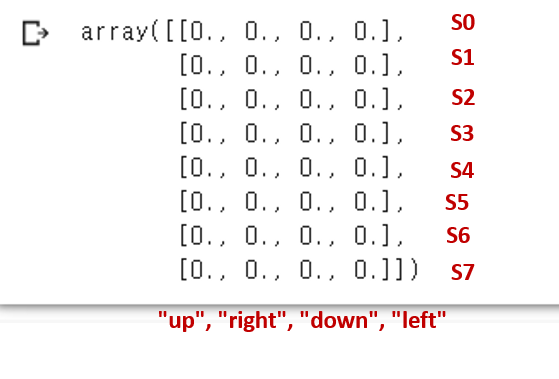 array([[0., 0., 0., 0.], S0
[0., 0., 0., 0.], S1
[0., 0., 0., 0.], S2
[0., 0., 0., 0.], S3
[0., 0., 0., 0.], S4
[0., 0., 0., 0.], S5
[0., 0., 0., 0.], S6
[0., 0., 0., 0.]]) S7
"up", "right", "down", "left"